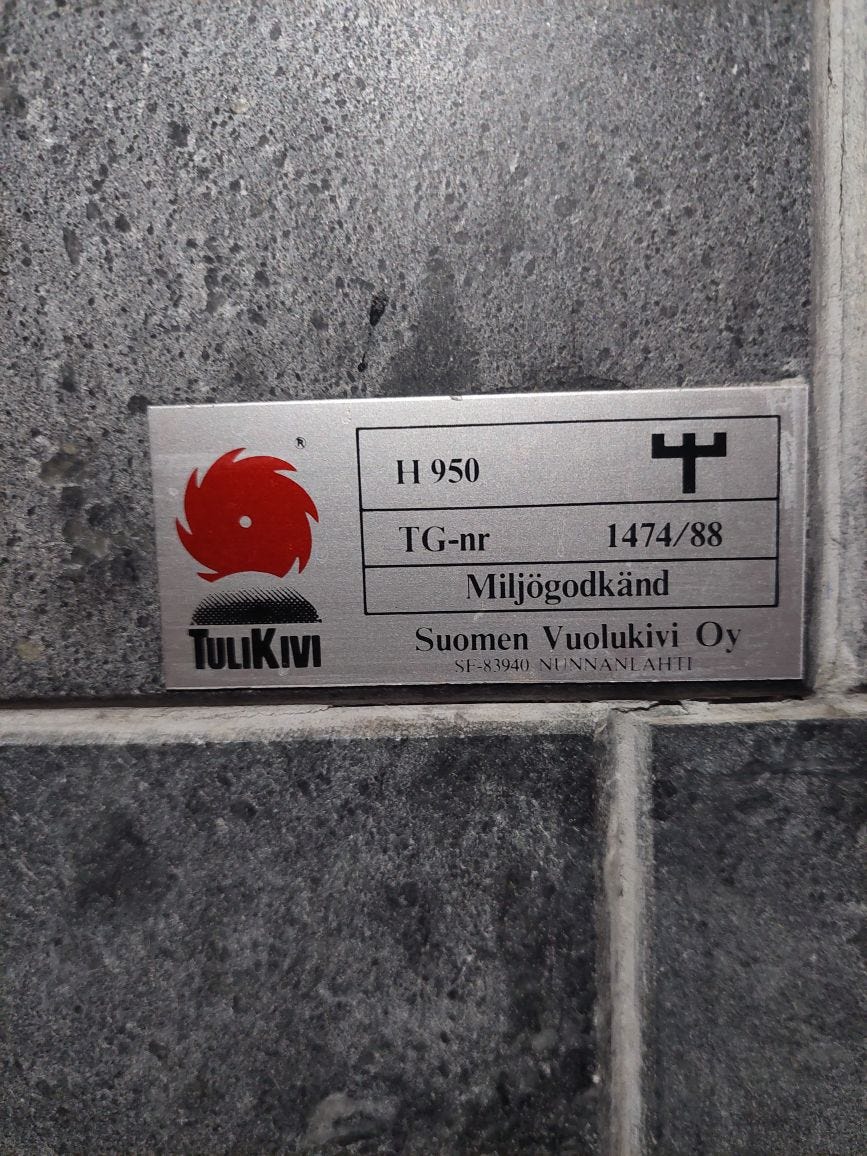 ®
TULIKIVI
H 950
TG-nr 1474/88
Miljögodkänd
Suomen Vuolukivi Oy
SF-83940 NUNNANLAHTI